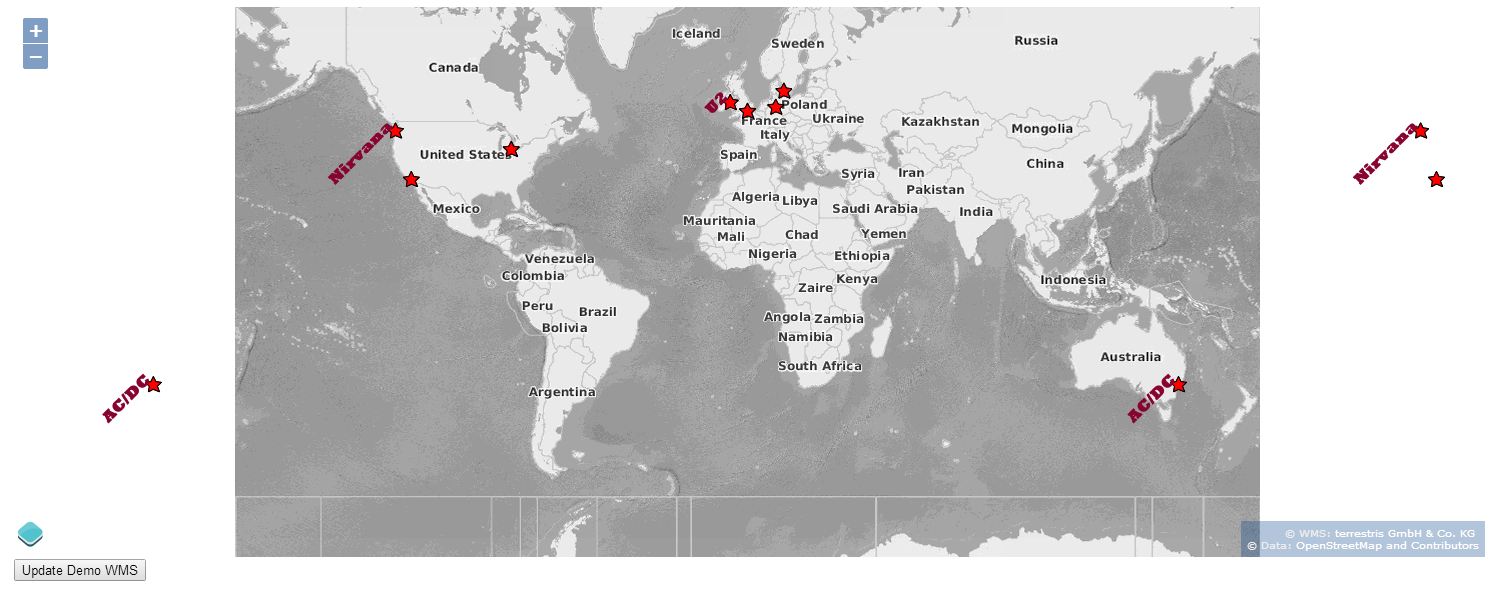 +
−
Iceland
Sweden
Russia
Canada
U2
Poland
France
Ukraine
Italy
Kazakhstan
Mongolia
Nirvana
United States
Spain
China
Nirvana
Syria
Iran
Pakistan
Algeria
Libya
Saudi Arabia
India
Mexico
Mauritania
Mali
Chad
Yemen
Nigeria
Ethiopia
Venezuela
Colombia
Kenya
Zaire
Indonesia
Peru
Brazil
Bolivia
Angola
Zambia
Namibia
Australia
South Africa
Argentina
AC/DC
AC/DC
© WMS: terrestris GmbH & Co. KG
© Data: OpenStreetMap and Contributors
Update Demo WMS